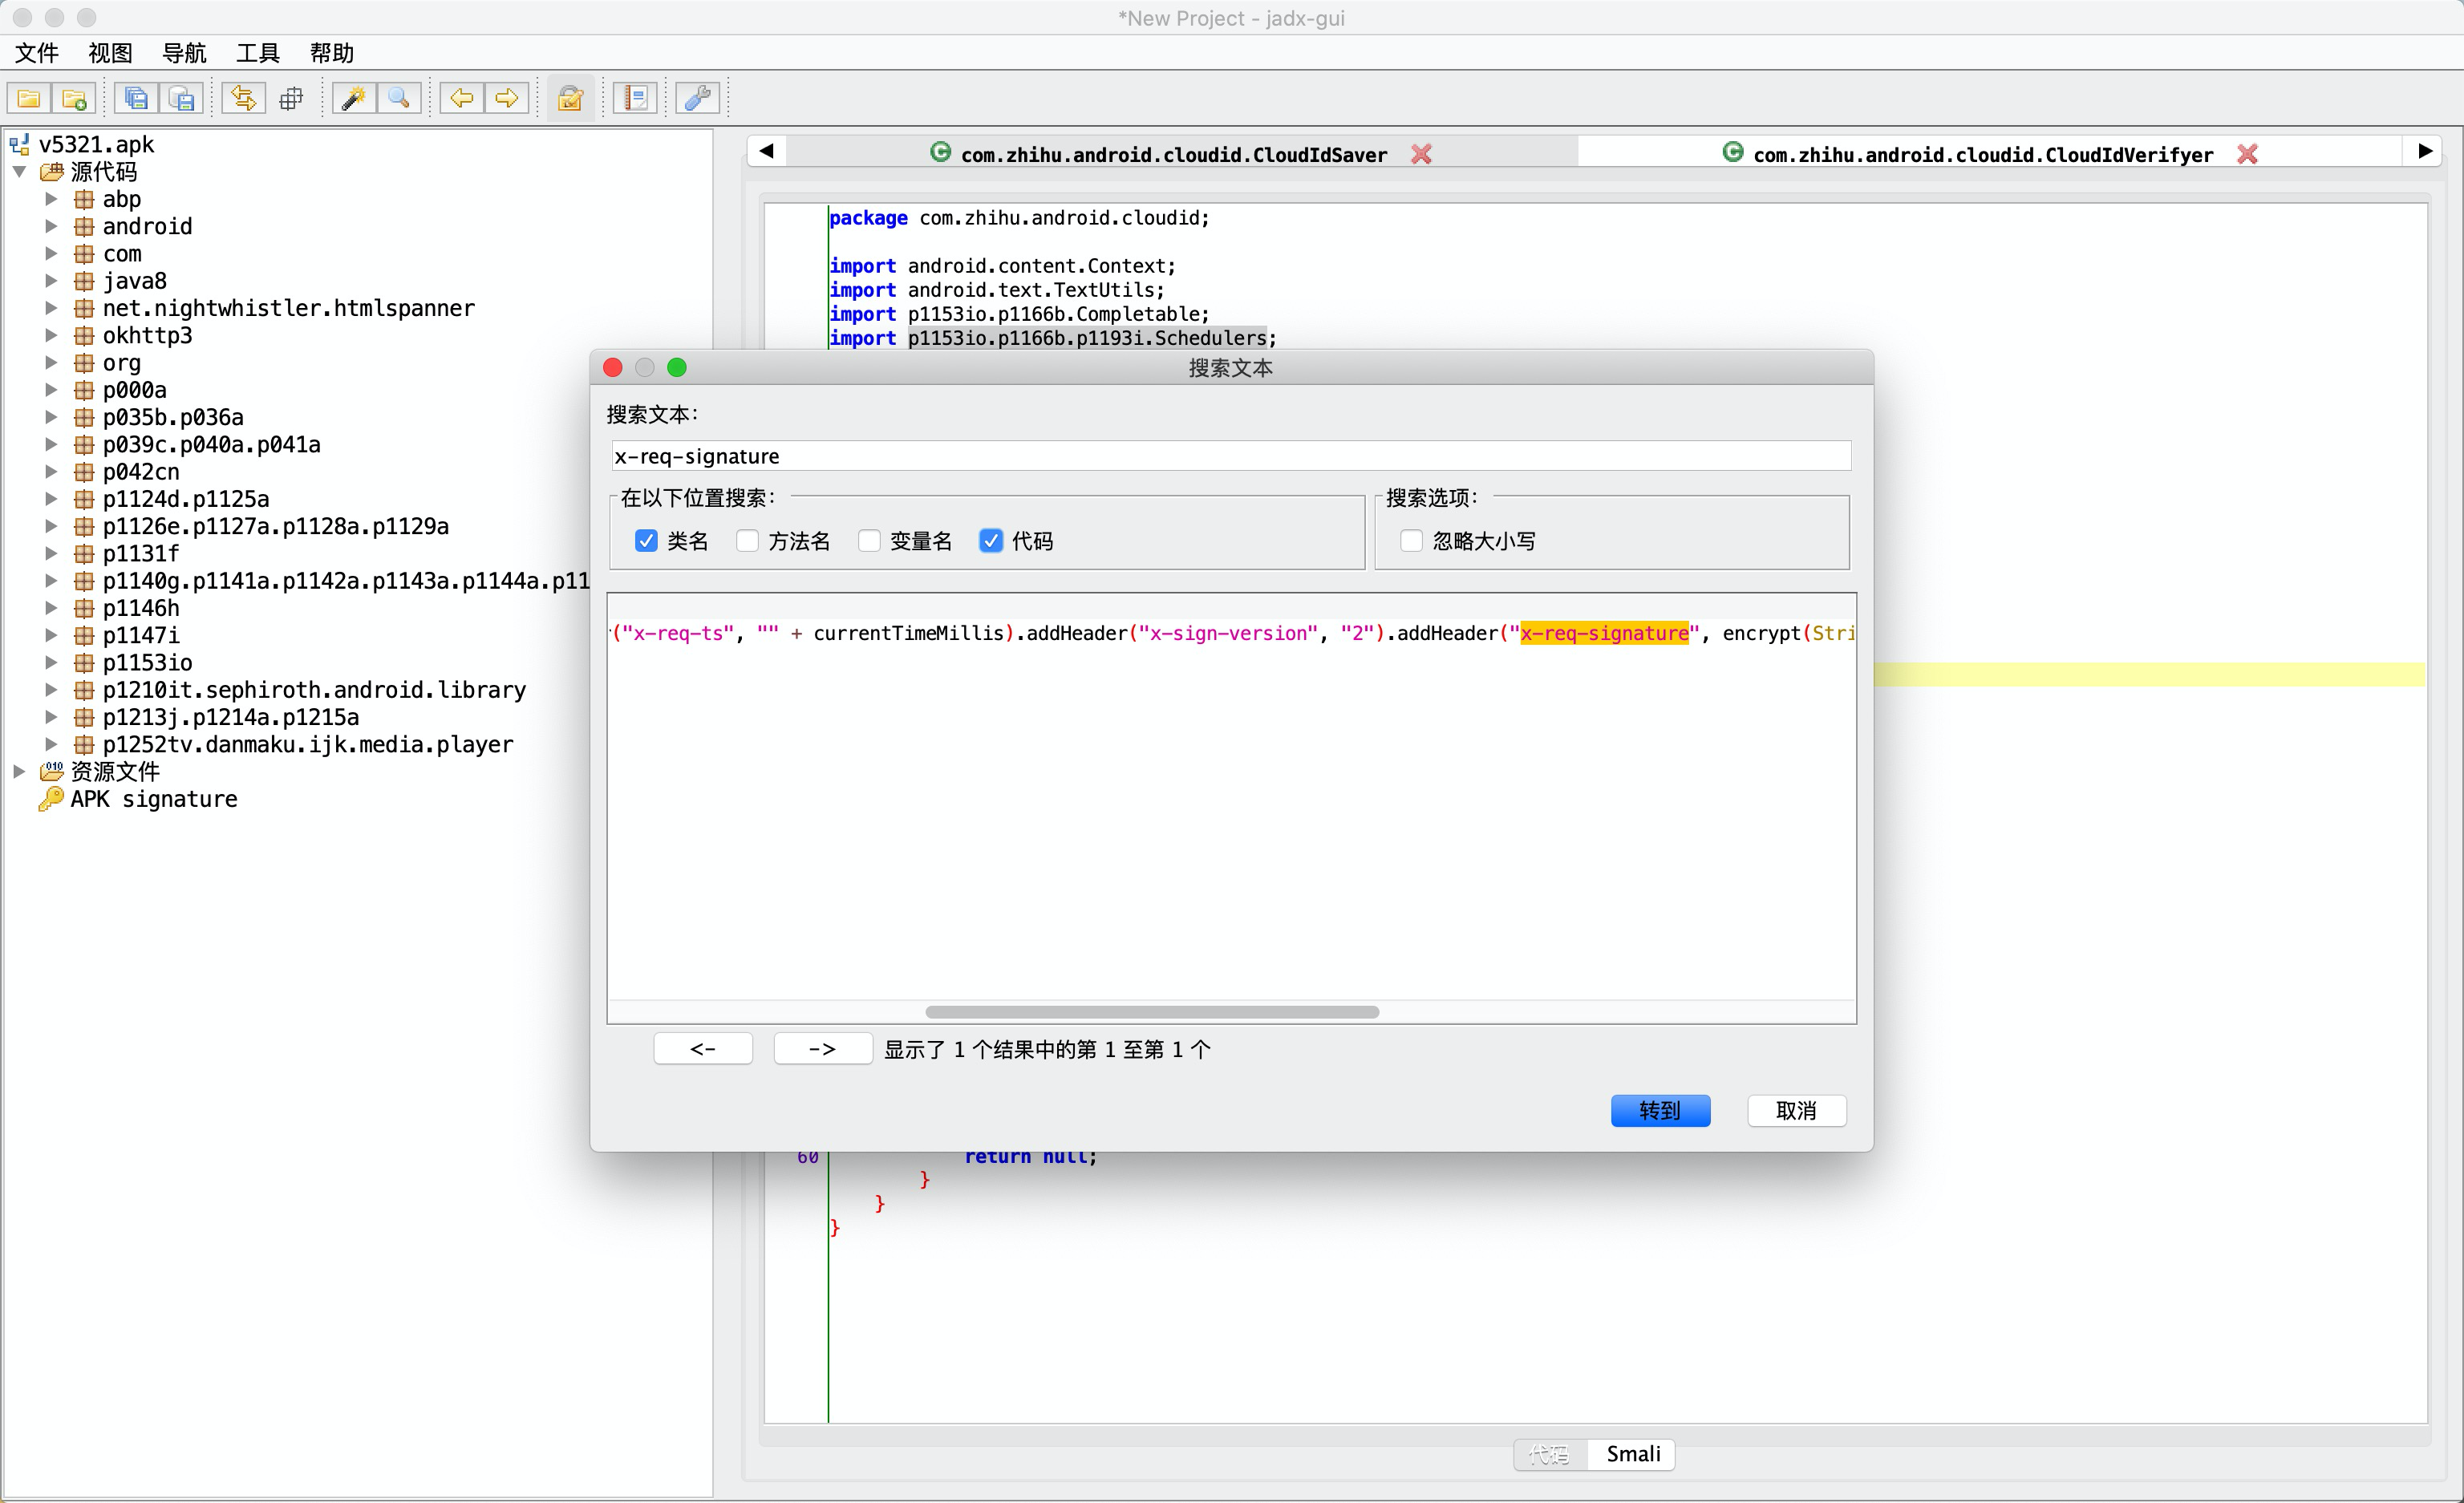 *New Project - jadx-gui
文件 视图 导航 工具 帮助
v5321.apk
源代码
abp
android
com
java8
net.nightwhistler.htmlspanner
okhttp3
org
p000a
p035b.p036a
p039c.p040a.p041a
p042cn
p1124d.p1125a
p1126e.p1127a.p1128a.p1129a
p1131f
p1140g.p1141a.p1142a.p1143a.p1144a.p11
p1146h
p1147i
p1153io
p1210it.sephiroth.android.library
p1213j.p1214a.p1215a
p1252tv.danmaku.ijk.media.player
资源文件
APK signature
com.zhihu.android.cloudid.CloudIdSaver com.zhihu.android.cloudid.CloudIdVerifyer
package com.zhihu.android.cloudid;
import android.content.Context;
import android.text.TextUtils;
import p1153io.p1166b.Completable;
import p1153io.p1166b.p1193i.Schedulers;
搜索文本
搜索文本：
x-req-signature
在以下位置搜索： 搜索选项：
类名 方法名 变量名 代码 忽略大小写
("x-req-ts", "" + currentTimeMillis).addHeader("x-sign-version", "2").addHeader("x-req-signature", encrypt(Stri
<- -> 显示了 1 个结果中的第 1 至第 1 个
转到 取消
60 return null;
}
}
}
代码 Smali